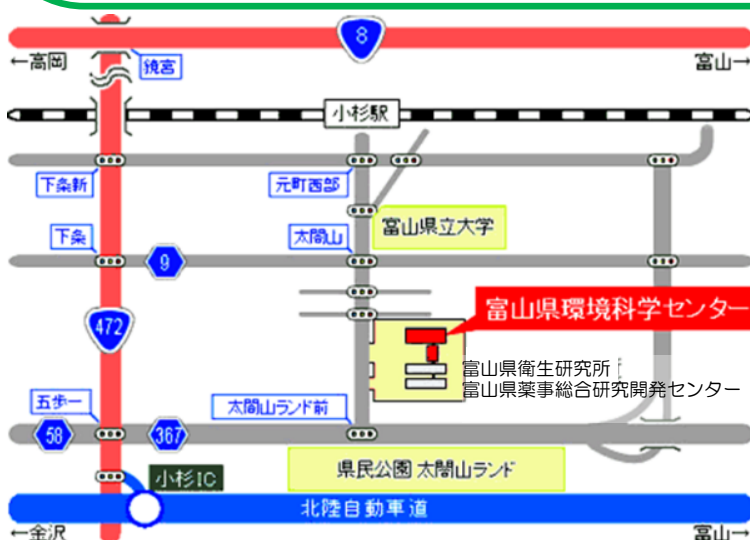 8
←高岡
鏡宮
富山→
小杉駅
下条新
元町西部
富山県立大学
下条
太閤山
9
富山県環境科学センター
472
富山県衛生研究所
富山県薬事総合研究開発センター
五歩一
太閤山ランド前
58
367
県民公園 太閤山ランド
小杉IC
北陸自動車道
←金沢
富山→